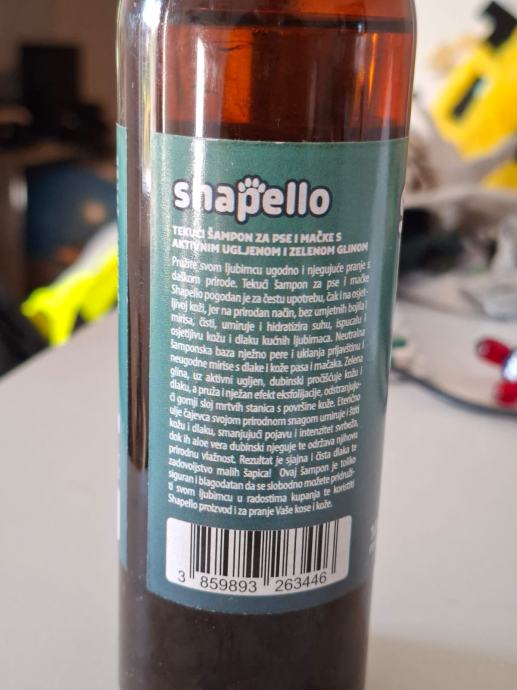 snapello
TEKUĆI ŠAMPON ZA PSE I MAČKE S
AKTIVNIM UGLJENOM I ZELENOM GLINOM
Pružite svom ljubimcu ugodno i njegujuće pranje s
daškom prirode. Tekući šampon za pse i mačke
Shapello pogodan je za čestu upotrebu, čak i na osjet-
ljivoj koži, jer na prirodan način, bez umjetnih bojila i
mirisa, čisti, umiruje i hidratizira suhu, ispucalu i
osjetljivu kožu i dlaku kućnih ljubimaca. Neutralna
šamponska baza nježno pere i uklanja prljavštinu i
neugodne mirise s dlake i kože pasa i mačaka. Zelena
glina, uz aktivni ugljen, dubinski pročišćuje kožu i
dlaku, a pruža i nježan efekt eksfolijacije, odstranjuju-
ći gornji sloj mrtvih stanica s površine kože. Eterično
ulje čajevca svojom prirodnom snagom umiruje i štiti
kožu i dlaku, smanjujući pojavu i intenzitet svrbeža,
dok ih aloe vera dubinski njeguje te održava njihovu
prirodnu vlažnost. Rezultat je sjajna i čista dlaka te
zadovoljstvo malih šapica! Ovaj šampon je toliko
siguran i blagodatan da se slobodno možete pridruži-
ti svom ljubimcu u radostima kupanja te koristiti
Shapello proizvod i za pranje Vaše kose i kože.
3 859893 263446